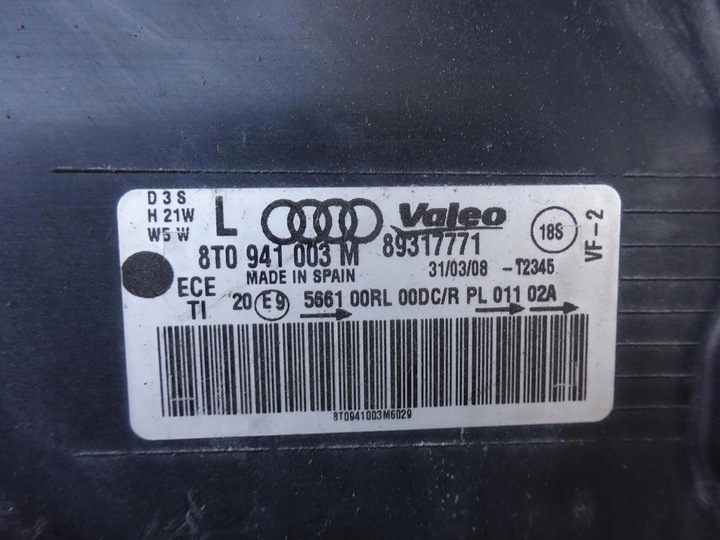 D3S
H 21W
W5W
L
Valeo
18S
VF-2
8T0 941 003 M 89317771
MADE IN SPAIN 31/03/08 -T2345
ECE
TI
20 E9 5661 00RL 00DC/R PL 011 02A
8T0941003M6029